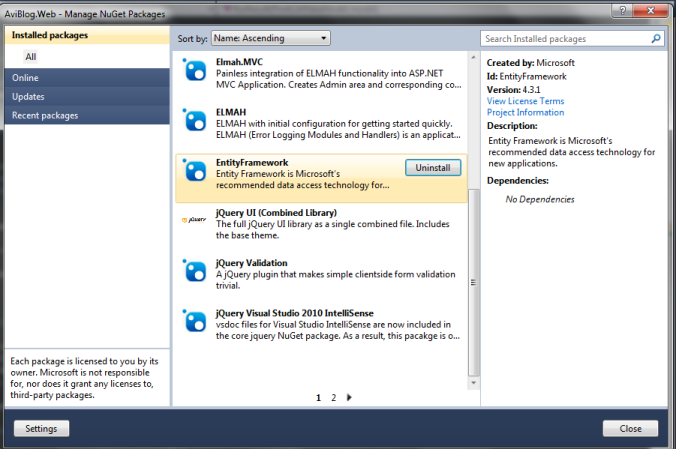 AviBlog.Web - Manage NuGet Packages
Installed packages
All
Online
Updates
Recent packages
Each package is licensed to you by its
owner. Microsoft is not responsible
for, nor does it grant any licenses to,
third-party packages.
Settings
Sort by:
Name: Ascending
Elmah.MVC
Painless integration of ELMAH functionality into ASP.NET
MVC Application. Creates Admin area and corresponding co...
ELMAH
ELMAH with initial configuration for getting started quickly.
ELMAH (Error Logging Modules and Handlers) is an applicat...
EntityFramework
Entity Framework is Microsoft's
recommended data access technology for...
Uninstall
jQuery
jQuery UI (Combined Library)
The full jQuery UI library as a single combined file. Includes
the base theme.
jQuery Validation
A jQuery plugin that makes simple clientside form validation
trivial.
jQuery Visual Studio 2010 IntelliSense
vsdoc files for Visual Studio IntelliSense are now included in
the core jquery NuGet package. As a result, this pacakge is o...
1 2
Search Installed packages
Created by: Microsoft
Id: EntityFramework
Version: 4.3.1
View License Terms
Project Information
Description:
Entity Framework is Microsoft's
recommended data access technology for
new applications.
Dependencies:
No Dependencies
Close